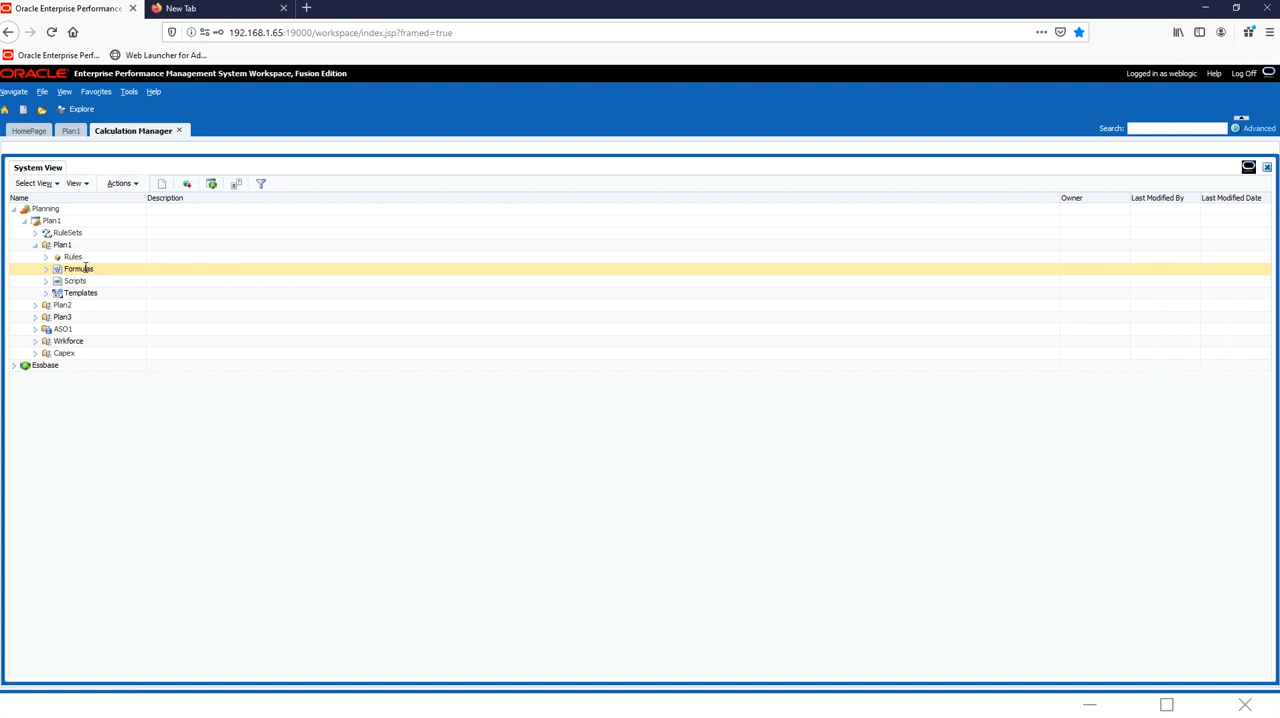 Oracle Enterprise Performance
New Tab
192.168.1.65:19000/workspace/index.jsp?framed=true
Oracle Enterprise Perf...
Web Launcher for Ad...
ORACLE Enterprise Performance Management System Workspace, Fusion Edition
Logged in as weblogic Help Log Off
Navigate File View Favorites Tools Help
Explore
HomePage Plan1 Calculation Manager
Search: Advanced
System View
Select View View Actions
Name Description Owner Last Modified By Last Modified Date
Planning
Plan1
RuleSets
Plan1
Rules
Formulas
Scripts
Templates
Plan2
Plan3
ASO1
Wrkforce
Capex
Essbase